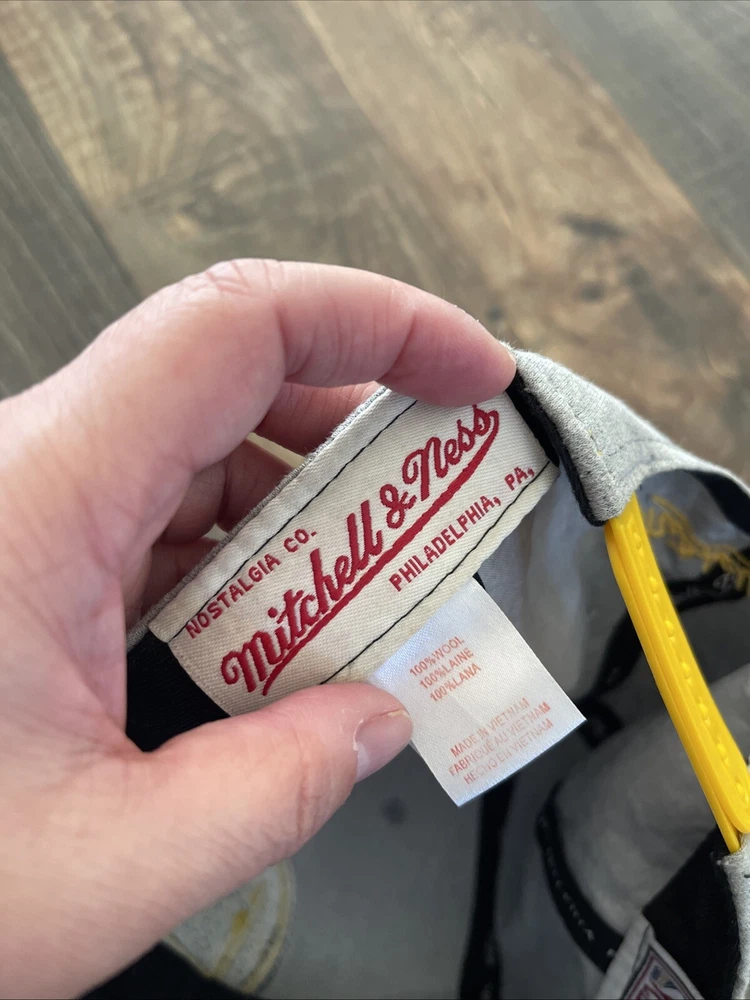 NOSTALGIA CO.
Mitchell & Ness
PHILADELPHIA, PA.
100%WOOL
100%LAINE
100%LANA
MADE IN VIETNAM
FABRIQUÉ AU VIETNAM
HECHO EN VIETNAM